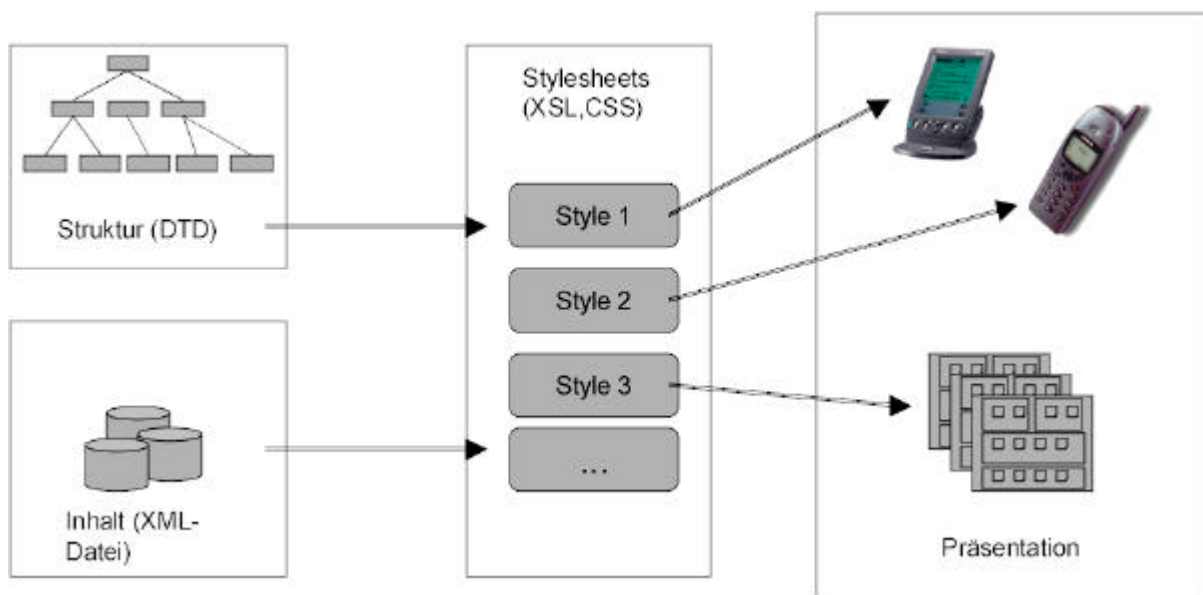 Struktur (DTD)
Inhalt (XML-
Datei)
Stylesheets
(XSL,CSS)
Style 1
Style 2
Style 3
...
Präsentation